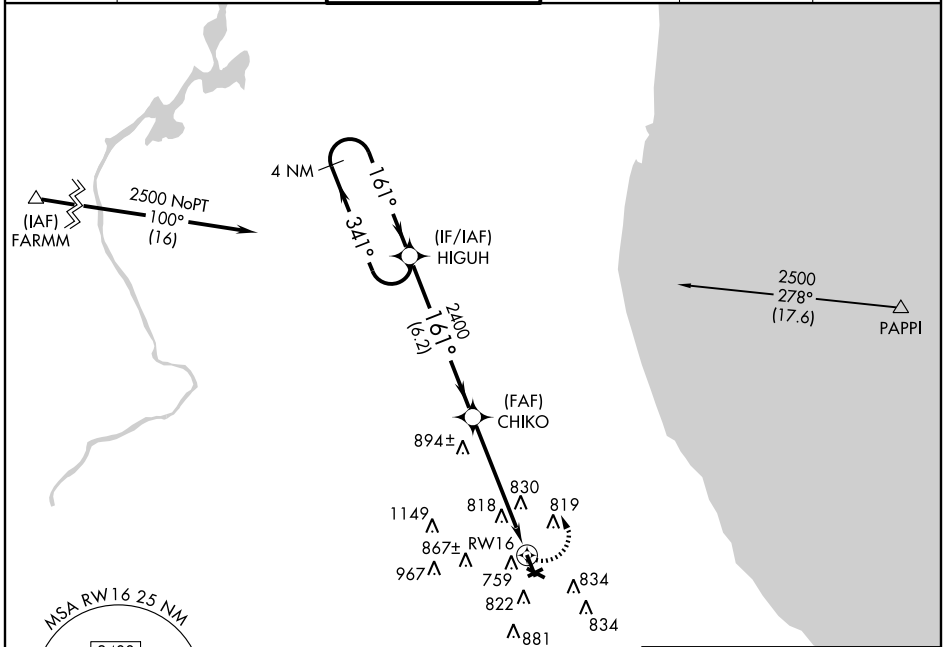 4 NM
161°
341°
2500 NoPT
100°
(16)
(IAF)
FARMM
(IF/IAF)
HIGUH
2400
161°
(6.2)
2500
278°
(17.6)
PAPPI
(FAF)
CHIKO
894±
830
818
819
1149
867±
RW16
967
759
834
822
834
881
MSA RW16 25 NM